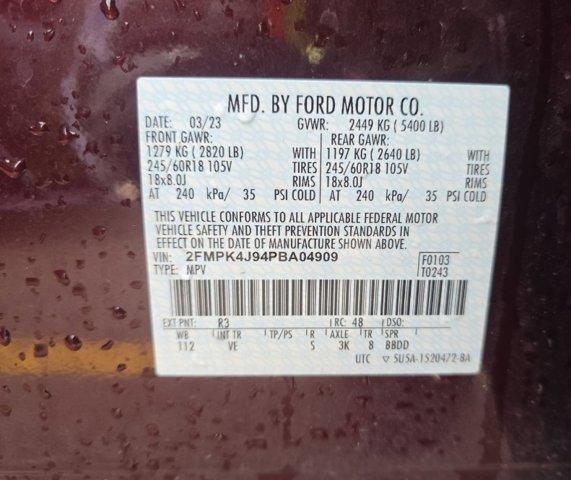 MFD. BY FORD MOTOR CO.
DATE: 03/23 GVWR: 2449 KG ( 5400 LB)
FRONT GAWR: REAR GAWR:
1279 KG ( 2820 LB) WITH 1197 KG ( 2640 LB) WITH
245/60R18 105V TIRES 245/60R18 105V TIRES
18x8.0J RIMS 18x8.0J RIMS
AT 240 kPa/ 35 PSI COLD AT 240 kPa/ 35 PSI COLD
THIS VEHICLE CONFORMS TO ALL APPLICABLE FEDERAL MOTOR
VEHICLE SAFETY AND THEFT PREVENTION STANDARDS IN
EFFECT ON THE DATE OF MANUFACTURE SHOWN ABOVE.
VIN: 2FMPK4J94PBA04909 F0103
TYPE: MPV T0243
EXT PNT: R3 RC: 48 DSO:
WB INT TR TP/PS R AXLE TR SPR
112 VE S 3K 8 BBDD
UTC ▽ 5U5A-1520472-BA